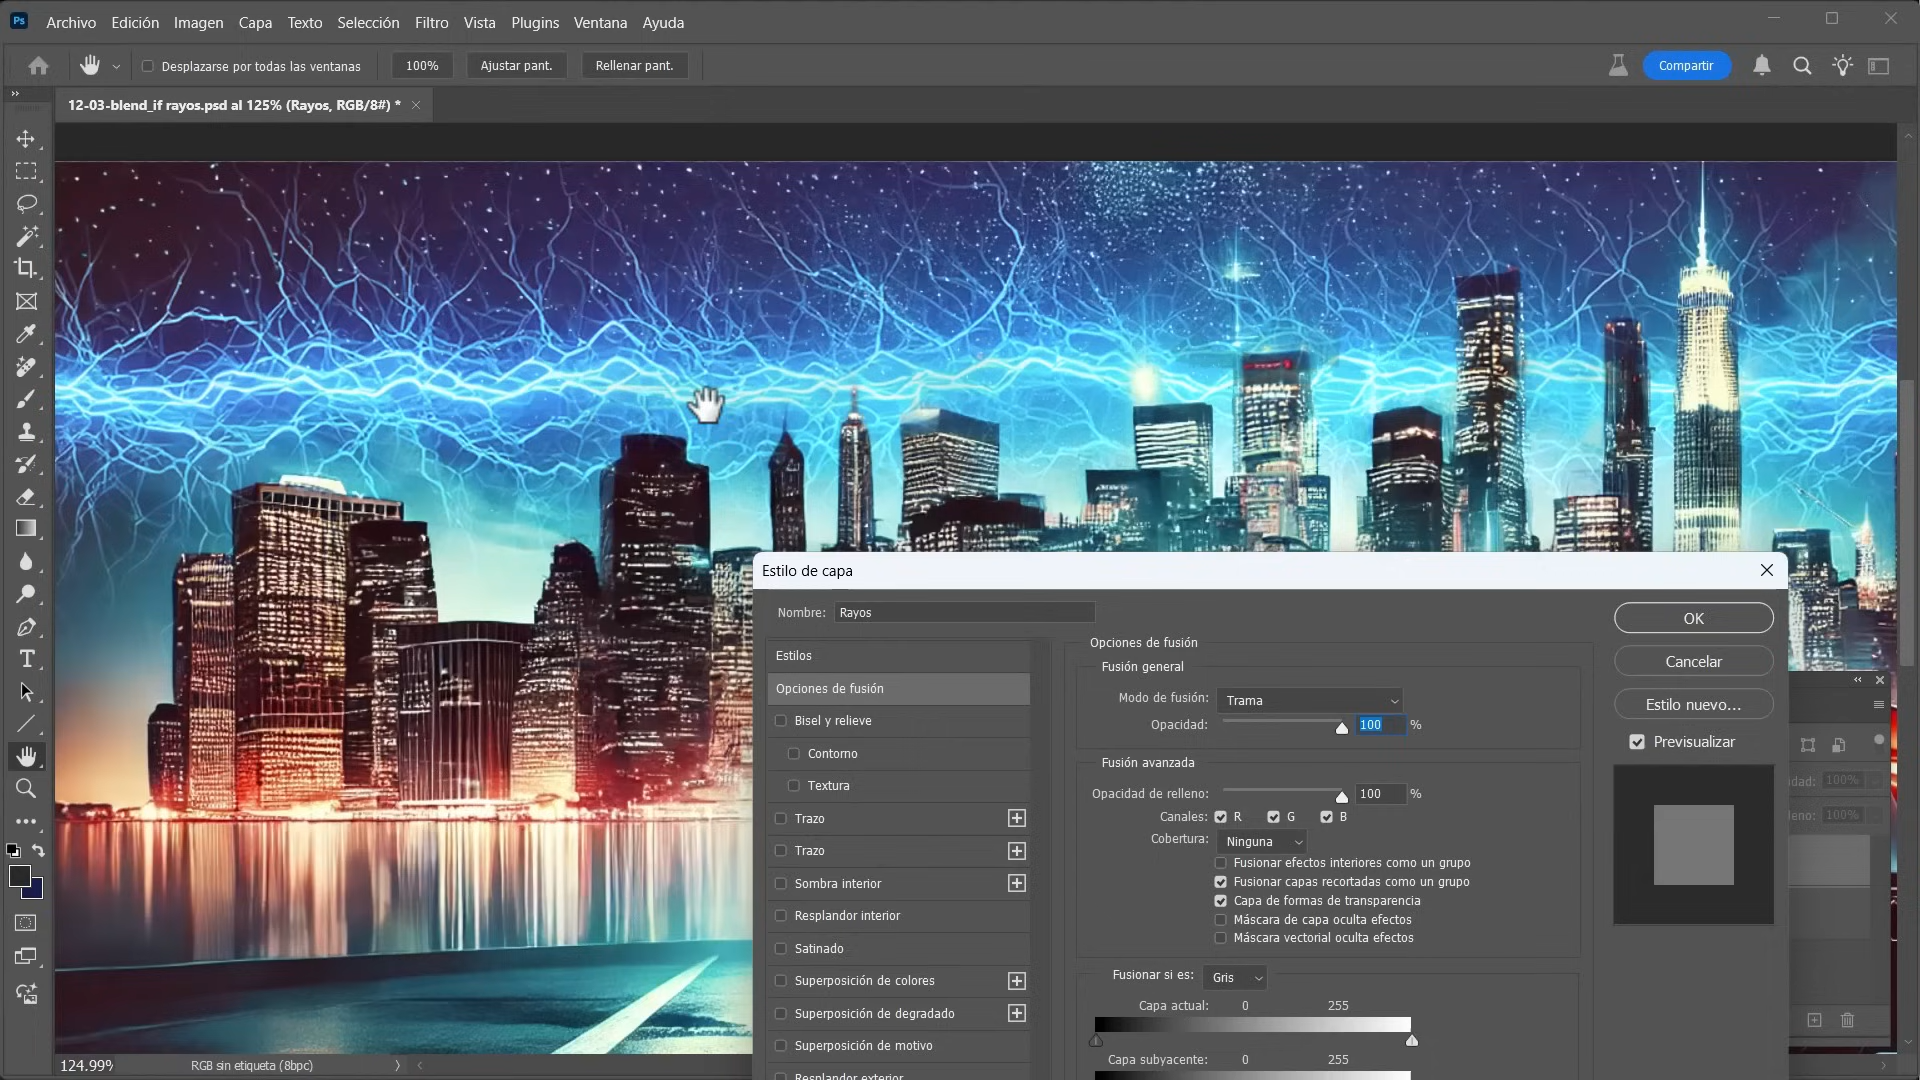 Ps Archivo Edición Imagen Capa Texto Selección Filtro Vista Plugins Ventana Ayuda
Desplazarse por todas las ventanas 100% Ajustar pant. Rellenar pant. Compartir
12-03-blend_if rayos.psd al 125% (Rayos, RGB/8#) *
Estilo de capa
Nombre: Rayos
OK
Cancelar
Estilo nuevo...
Previsualizar
Estilos
Opciones de fusión
Bisel y relieve
Contorno
Textura
Trazo
Trazo
Sombra interior
Resplandor interior
Satinado
Superposición de colores
Superposición de degradado
Superposición de motivo
Resplandor exterior
Opciones de fusión
Fusión general
Modo de fusión: Trama
Opacidad: 100 %
Fusión avanzada
Opacidad de relleno: 100 %
Canales: R G B
Cobertura: Ninguna
Fusionar efectos interiores como un grupo
Fusionar capas recortadas como un grupo
Capa de formas de transparencia
Máscara de capa oculta efectos
Máscara vectorial oculta efectos
Fusionar si es: Gris
Capa actual: 0 255
Capa subyacente: 0 255
100%
100%
124.99% RGB sin etiqueta (8bpc)